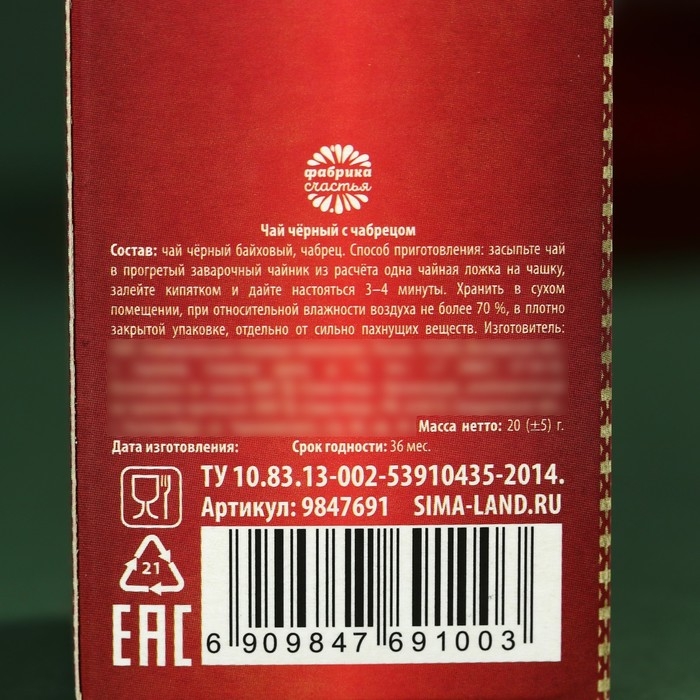 фабрика
счастья
Чай чёрный с чабрецом
Состав: чай чёрный байховый, чабрец. Способ приготовления: засыпьте чай
в прогретый заварочный чайник из расчёта одна чайная ложка на чашку,
залейте кипятком и дайте настояться 3–4 минуты. Хранить в сухом
помещении, при относительной влажности воздуха не более 70 %, в плотно
закрытой упаковке, отдельно от сильно пахнущих веществ. Изготовитель:
Масса нетто: 20 (±5) г.
Дата изготовления: Срок годности: 36 мес.
ТУ 10.83.13-002-53910435-2014.
Артикул: 9847691 SIMA-LAND.RU
21
EAC
6 909847 691003